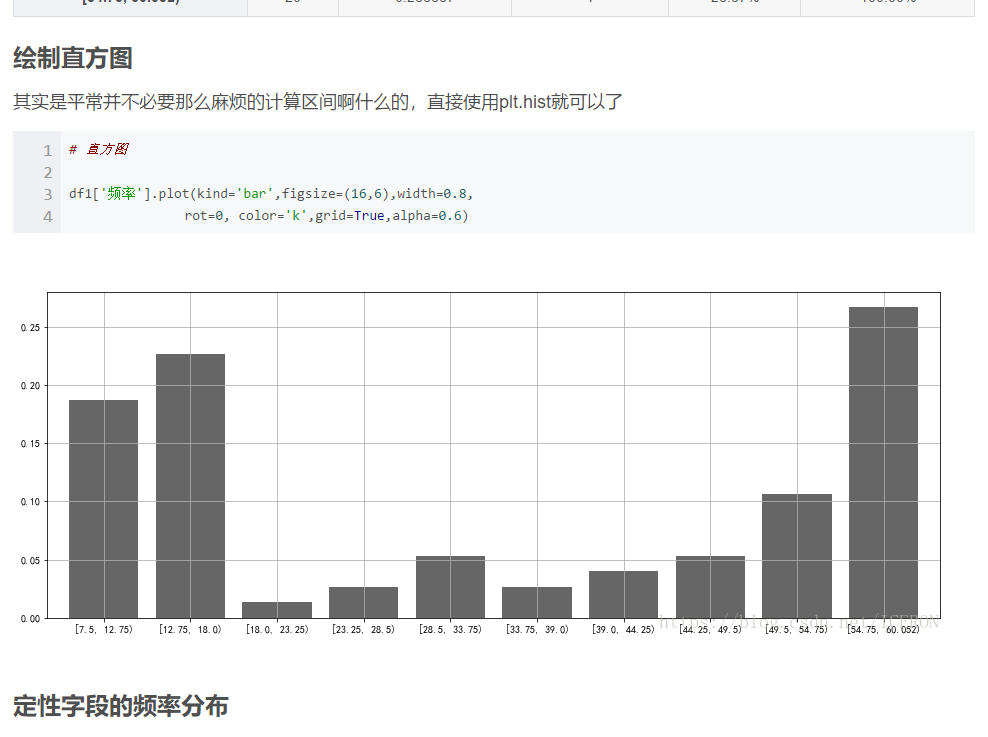 绘制直方图
其实是平常并不必要那么麻烦的计算区间啊什么的，直接使用plt.hist就可以了
1 # 直方图
2
3 df1['频率'].plot(kind='bar',figsize=(16,6),width=0.8,
4 rot=0, color='k',grid=True,alpha=0.6)
0.25
0.20
0.15
0.10
0.05
0.00
[7.5, 12.75) [12.75, 18.0) [18.0, 23.25) [23.25, 28.5) [28.5, 33.75) [33.75, 39.0) [39.0, 44.25) [44.25, 49.5) [49.5, 54.75) [54.75, 60.052)
定性字段的频率分布